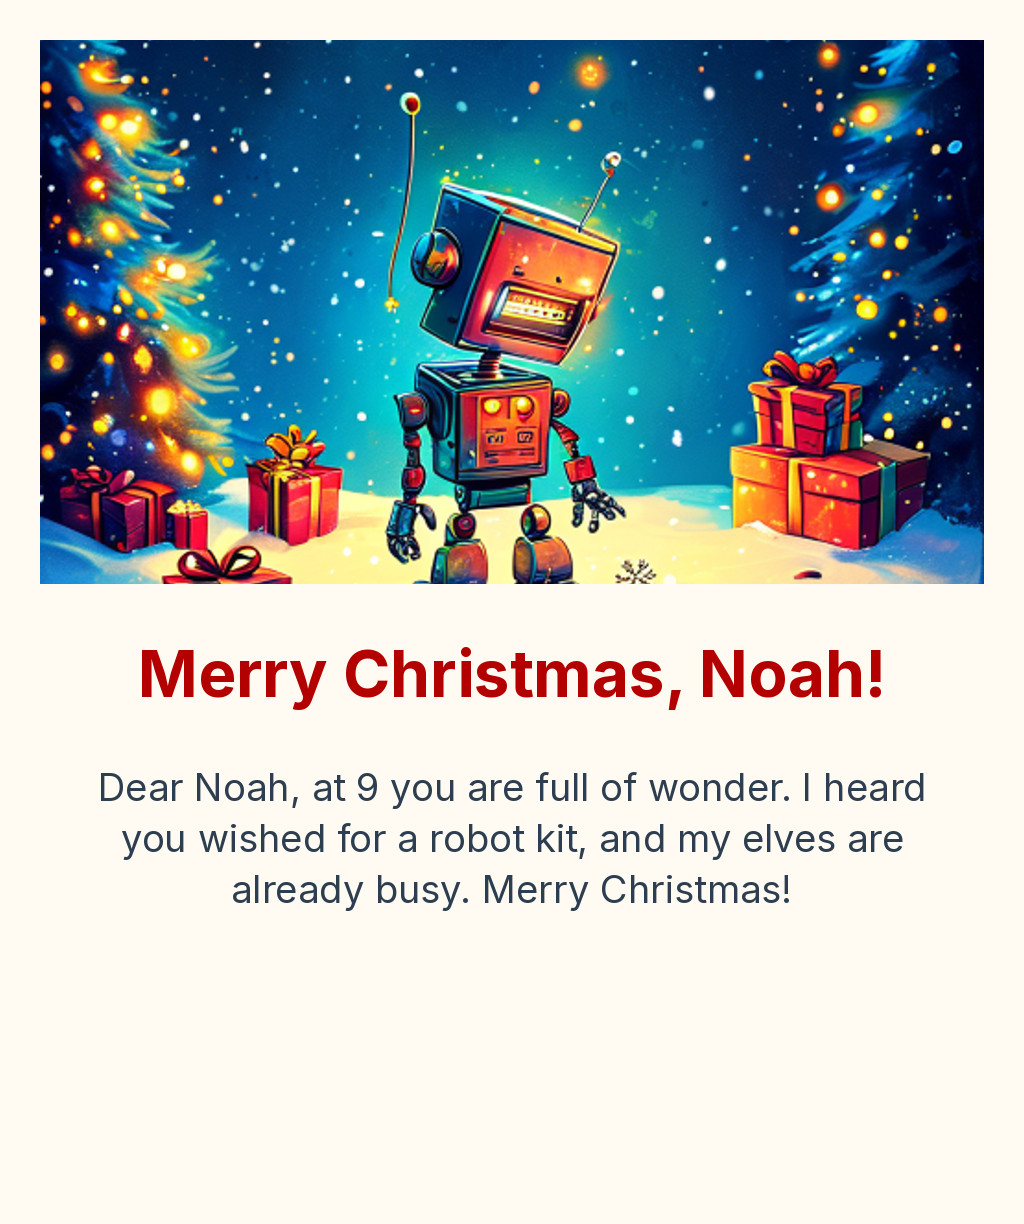 Merry Christmas, Noah!
Dear Noah, at 9 you are full of wonder. I heard
you wished for a robot kit, and my elves are
already busy. Merry Christmas!